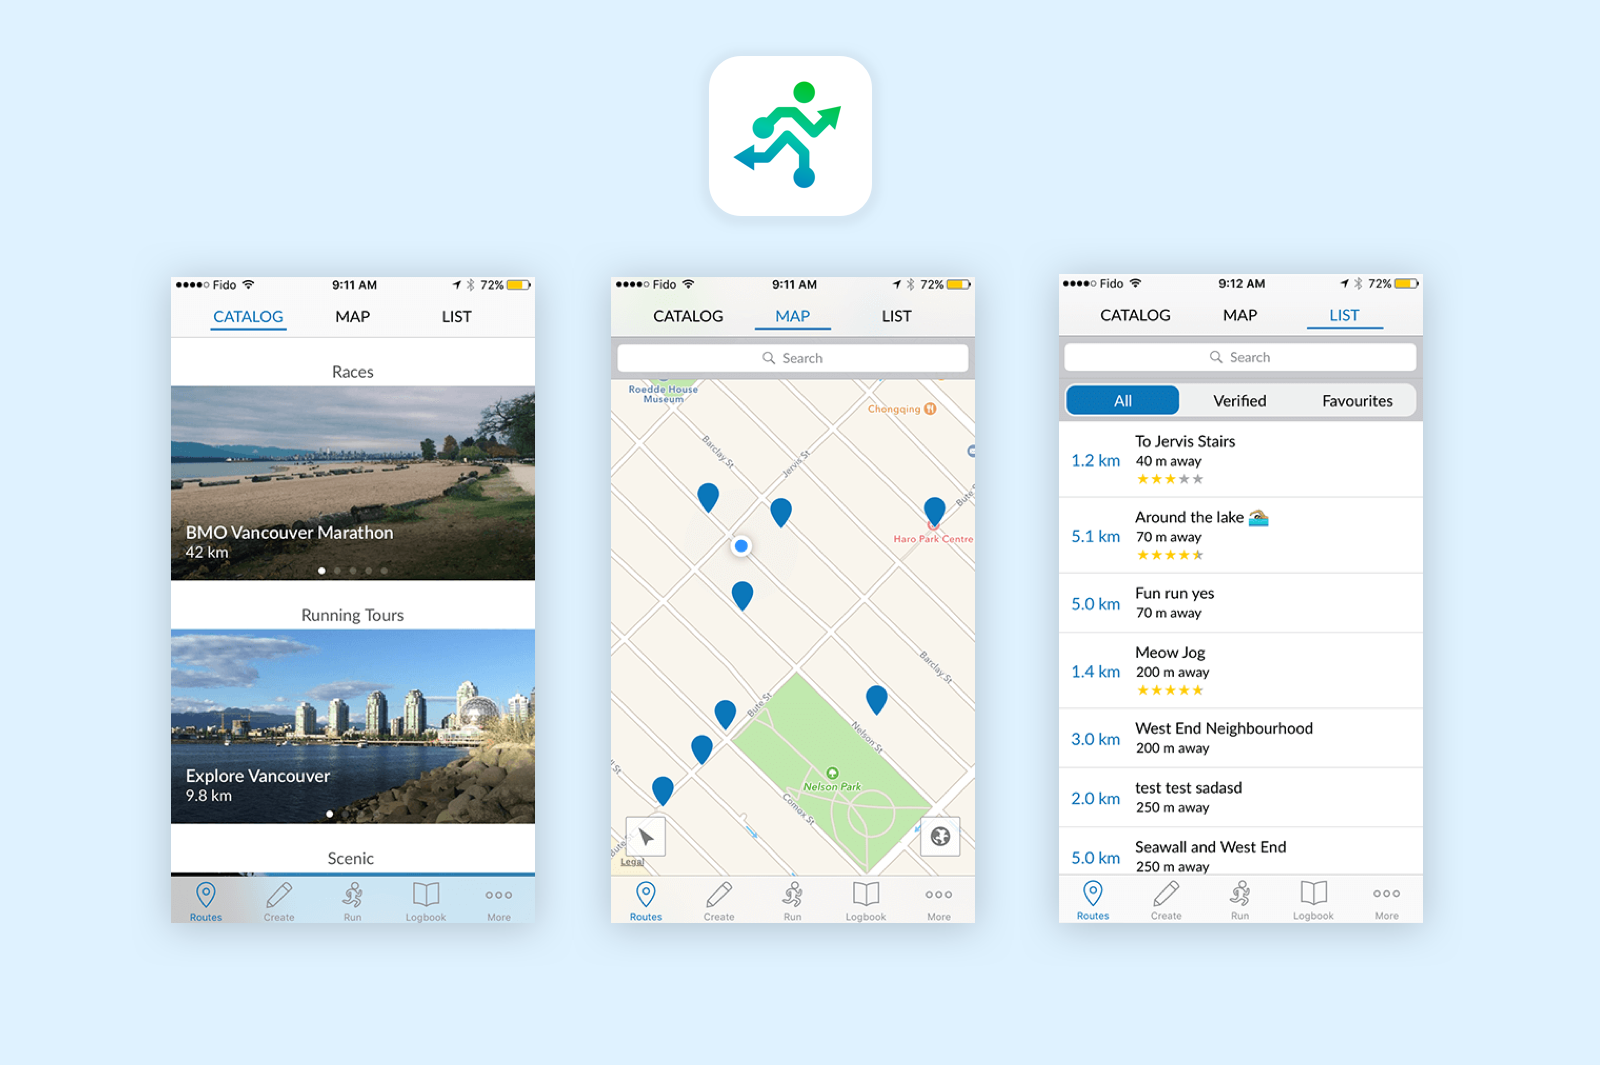 Fido 9:11 AM 72%
CATALOG MAP LIST
Races
BMO Vancouver Marathon
42 km
Running Tours
Explore Vancouver
9.8 km
Scenic
Routes Create Run Logbook More
Fido 9:11 AM 72%
CATALOG MAP LIST
Search
Roedde House
Museum
Chongqing
Barclay St
Jervis St
Bute
Haro Park Centre
Barclay St
Bute St
Nelson St
Nelson Park
Comox St
Bute
Legal
Routes Create Run Logbook More
Fido 9:12 AM 72%
CATALOG MAP LIST
Search
All Verified Favourites
To Jervis Stairs
1.2 km 40 m away
Around the lake
5.1 km 70 m away
Fun run yes
5.0 km 70 m away
Meow Jog
1.4 km 200 m away
West End Neighbourhood
3.0 km 200 m away
test test sadasd
2.0 km 250 m away
Seawall and West End
5.0 km 250 m away
Routes Create Run Logbook More